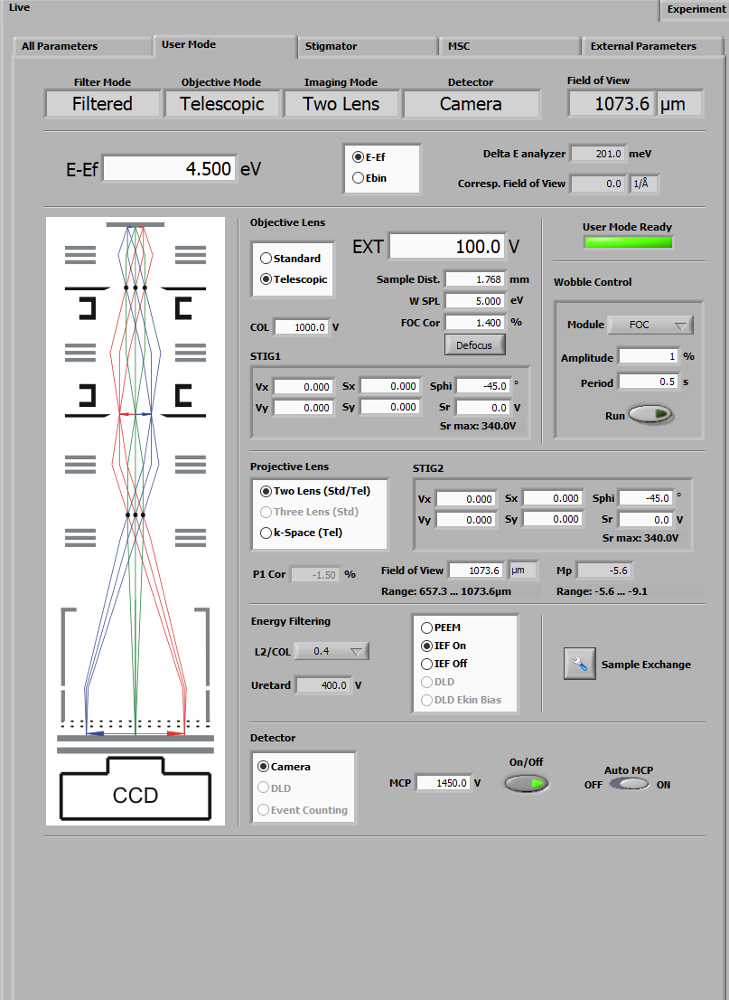 Live
Experiment
All Parameters User Mode Stigmator MSC External Parameters
Filter Mode Objective Mode Imaging Mode Detector Field of View
Filtered Telescopic Two Lens Camera 1073.6 µm
E-Ef 4.500 eV
E-Ef
Ebin
Delta E analyzer 201.0 meV
Corresp. Field of View 0.0 1/Å
Objective Lens
Standard
Telescopic
EXT 100.0 V
Sample Dist. 1.768 mm
W SPL 5.000 eV
FOC Cor 1.400 %
COL 1000.0 V
Defocus
STIG1
Vx 0.000 Sx 0.000 Sphi -45.0 °
Vy 0.000 Sy 0.000 Sr 0.0 V
Sr max: 340.0V
User Mode Ready
Wobble Control
Module FOC
Amplitude 1 %
Period 0.5 s
Run
Projective Lens
Two Lens (Std/Tel)
Three Lens (Std)
k-Space (Tel)
STIG2
Vx 0.000 Sx 0.000 Sphi -45.0 °
Vy 0.000 Sy 0.000 Sr 0.0 V
Sr max: 340.0V
P1 Cor -1.50 %
Field of View 1073.6 µm
Range: 657.3 ... 1073.6µm
Mp -5.6
Range: -5.6 ... -9.1
Energy Filtering
L2/COL 0.4
Uretard 400.0 V
PEEM
IEF On
IEF Off
DLD
DLD Ekin Bias
Sample Exchange
Detector
Camera
DLD
Event Counting
MCP 1450.0 V
On/Off
Auto MCP
OFF ON
CCD